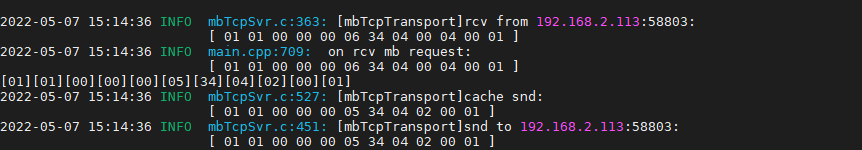 2022-05-07 15:14:36 INFO  mbTcpSvr.c:363: [mbTcpTransport]rcv from 192.168.2.113:58803:
[ 01 01 00 00 00 06 34 04 00 04 00 01 ]
2022-05-07 15:14:36 INFO  main.cpp:709:  on rcv mb request:
[ 01 01 00 00 00 06 34 04 00 04 00 01 ]
[01][01][00][00][00][05][34][04][02][00][01]
2022-05-07 15:14:36 INFO  mbTcpSvr.c:527: [mbTcpTransport]cache snd:
[ 01 01 00 00 00 05 34 04 02 00 01 ]
2022-05-07 15:14:36 INFO  mbTcpSvr.c:451: [mbTcpTransport]snd to 192.168.2.113:58803:
[ 01 01 00 00 00 05 34 04 02 00 01 ]